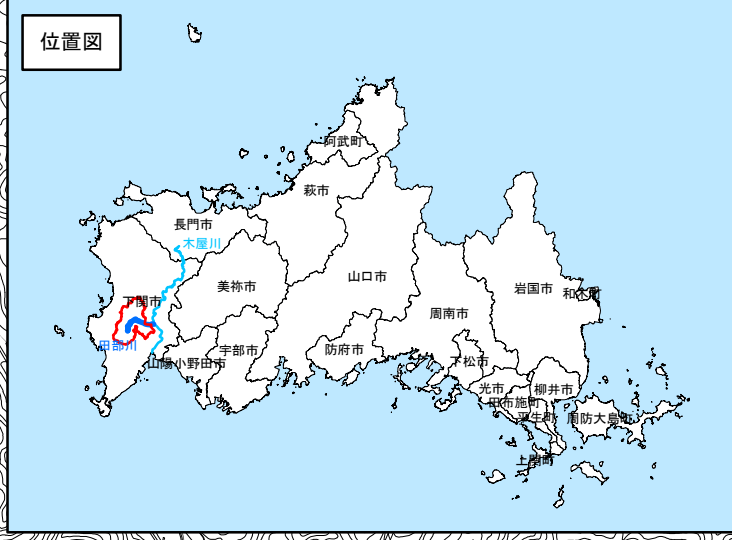 位置図
阿武町
萩市
長門市
木屋川
山口市
美祢市
岩国市
和木町
下関市
周南市
田部川
宇部市
防府市
山陽小野田市
下松市
光市
柳井市
田布施町
平生町
周防大島町
上関町